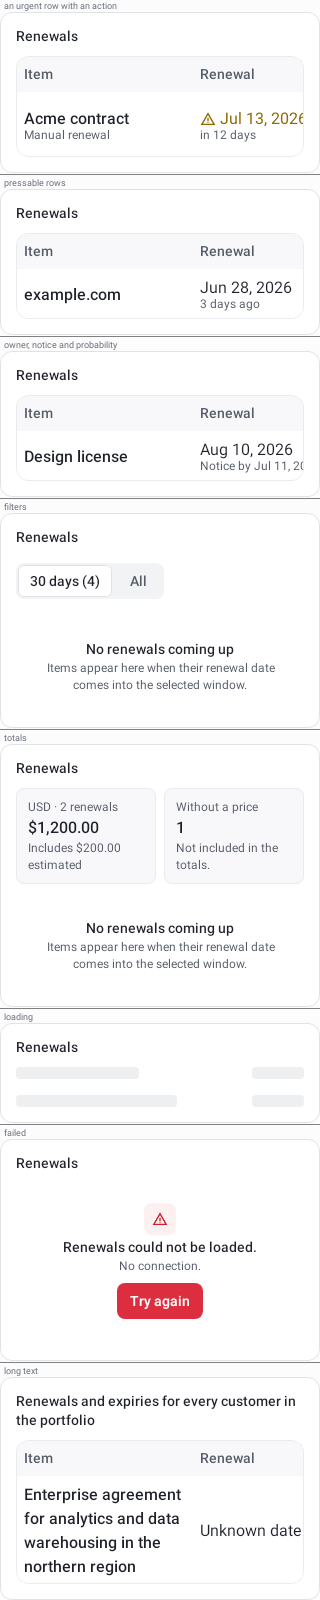 an urgent row with an action
Renewals
Item Renewal
Acme contract Jul 13, 2026
Manual renewal in 12 days
pressable rows
Renewals
Item Renewal
example.com Jun 28, 2026
3 days ago
owner, notice and probability
Renewals
Item Renewal
Design license Aug 10, 2026
Notice by Jul 11, 20
filters
Renewals
30 days (4) All
No renewals coming up
Items appear here when their renewal date
comes into the selected window.
totals
Renewals
USD · 2 renewals Without a price
$1,200.00 1
Includes $200.00 Not included in the
estimated totals.
No renewals coming up
Items appear here when their renewal date
comes into the selected window.
loading
Renewals
failed
Renewals
Renewals could not be loaded.
No connection.
Try again
long text
Renewals and expiries for every customer in
the portfolio
Item Renewal
Enterprise agreement
for analytics and data
warehousing in the
northern region
Unknown date